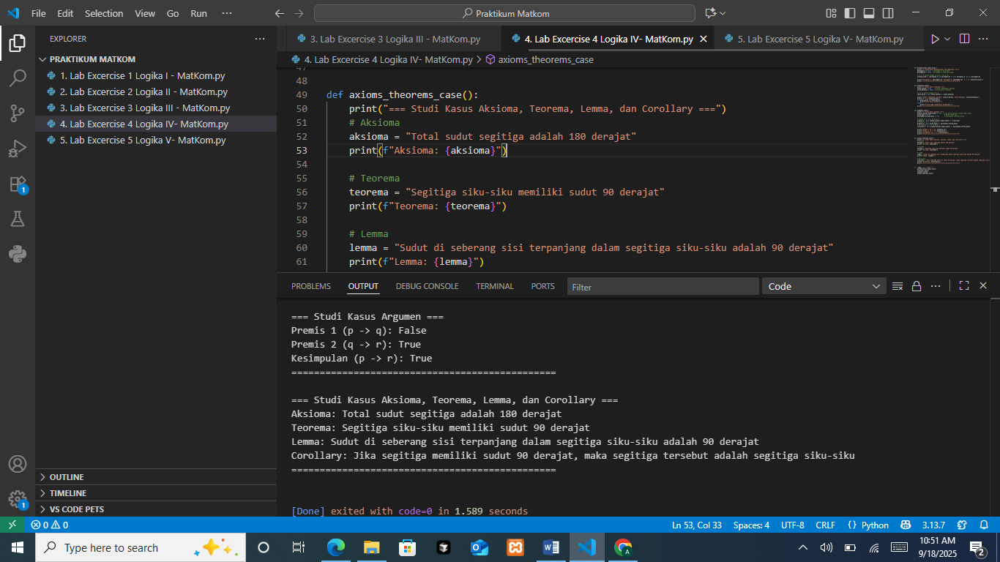 File Edit Selection View Go Run ···
Praktikum Matkom
EXPLORER
PRAKTIKUM MATKOM
1. Lab Excercise 1 Logika I - MatKom.py
2. Lab Excercise 2 Logika II - MatKom.py
3. Lab Excercise 3 Logika III - MatKom.py
4. Lab Excercise 4 Logika IV- MatKom.py
5. Lab Excercise 5 Logika V- MatKom.py
OUTLINE
TIMELINE
VS CODE PETS
3. Lab Excercise 3 Logika III - MatKom.py
4. Lab Excercise 4 Logika IV- MatKom.py
5. Lab Excercise 5 Logika V- MatKom.py
4. Lab Excercise 4 Logika IV- MatKom.py > axioms_theorems_case
47
48
49 def axioms_theorems_case():
50 print("=== Studi Kasus Aksioma, Teorema, Lemma, dan Corollary ===")
51 # Aksioma
52 aksioma = "Total sudut segitiga adalah 180 derajat"
53 print(f"Aksioma: {aksioma}")
54
55 # Teorema
56 teorema = "Segitiga siku-siku memiliki sudut 90 derajat"
57 print(f"Teorema: {teorema}")
58
59 # Lemma
60 lemma = "Sudut di seberang sisi terpanjang dalam segitiga siku-siku adalah 90 derajat"
61 print(f"Lemma: {lemma}")
PROBLEMS OUTPUT DEBUG CONSOLE TERMINAL PORTS Filter Code
=== Studi Kasus Argumen ===
Premis 1 (p -> q): False
Premis 2 (q -> r): True
Kesimpulan (p -> r): True
===============================================
=== Studi Kasus Aksioma, Teorema, Lemma, dan Corollary ===
Aksioma: Total sudut segitiga adalah 180 derajat
Teorema: Segitiga siku-siku memiliki sudut 90 derajat
Lemma: Sudut di seberang sisi terpanjang dalam segitiga siku-siku adalah 90 derajat
Corollary: Jika segitiga memiliki sudut 90 derajat, maka segitiga tersebut adalah segitiga siku-siku
===============================================
[Done] exited with code=0 in 1.589 seconds
1
1
0 0
Ln 53, Col 33 Spaces: 4 UTF-8 CRLF {} Python 3.13.7
Type here to search
10:51 AM
9/18/2025
2